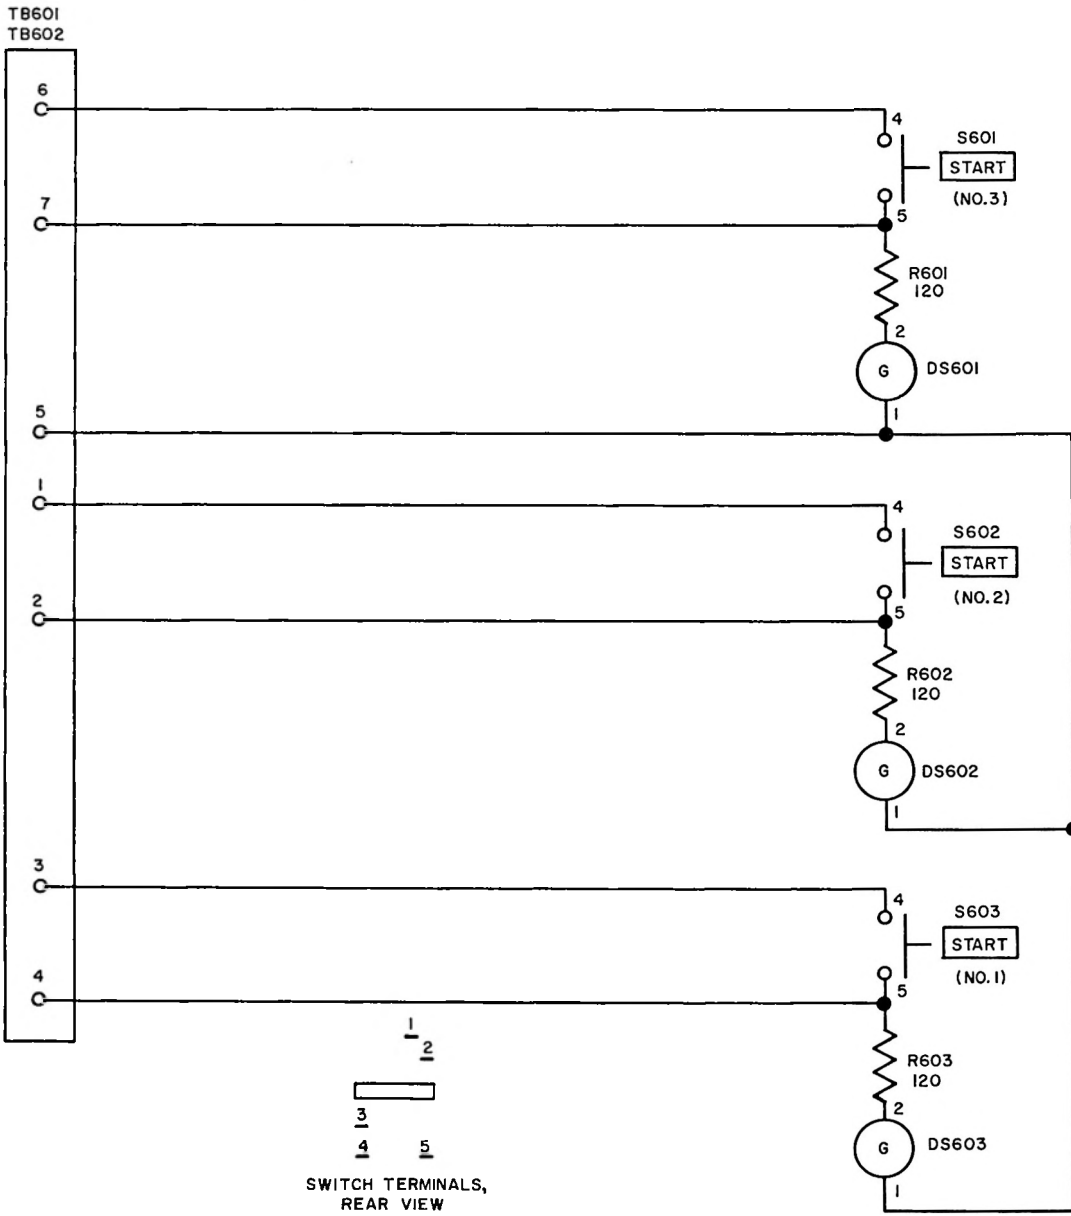 TB601
TB602
6
4
S601
START
(NO.3)
7
5
R601
120
2
G
DS601
1
5
1
4
S602
START
(NO.2)
2
5
R602
120
2
G
DS602
1
3
4
S603
START
(NO.1)
4
5
R603
120
2
G
DS603
1
1
2
3
4 5
SWITCH TERMINALS,
REAR VIEW